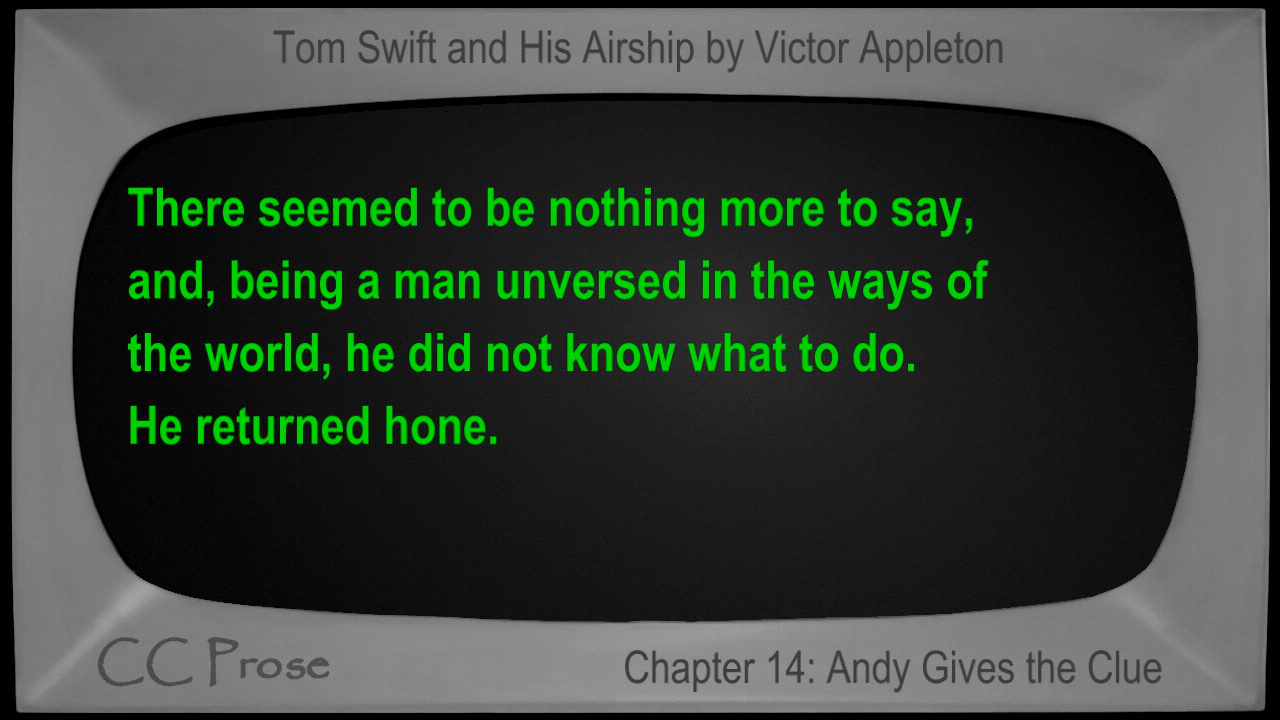 Tom Swift and His Airship by Victor Appleton
There seemed to be nothing more to say,
and, being a man unversed in the ways of
the world, he did not know what to do.
He returned hone.
CC Prose
Chapter 14: Andy Gives the Clue